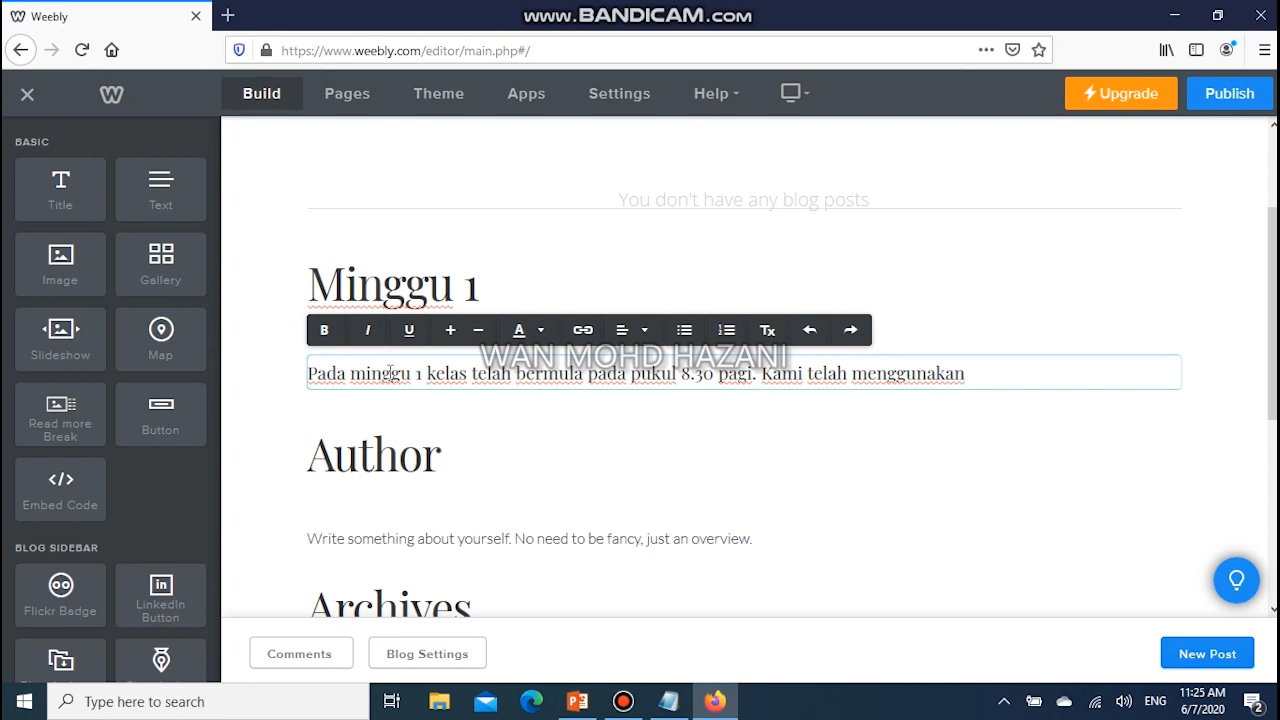 Weebly
www.BANDICAM.com
https://www.weebly.com/editor/main.php#/
Build
Pages
Theme
Apps
Settings
Help
Upgrade
Publish
BASIC
Title
Text
Image
Gallery
Slideshow
Map
Read more
Break
Button
Embed Code
BLOG SIDEBAR
Flickr Badge
LinkedIn
Button
You don't have any blog posts
Minggu 1
B I U + − A Tx
WAN MOHD HAZANI
Pada minggu 1 kelas telah bermula pada pukul 8.30 pagi. Kami telah menggunakan
Author
Write something about yourself. No need to be fancy, just an overview.
Archives
Comments
Blog Settings
New Post
Type here to search
ENG
11:25 AM
6/7/2020
2